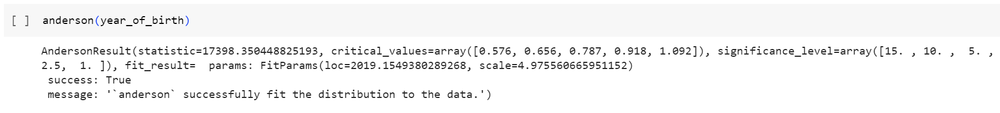 [ ] anderson(year_of_birth)
AndersonResult(statistic=17398.350448825193, critical_values=array([0.576, 0.656, 0.787, 0.918, 1.092]), significance_level=array([15. , 10. ,  5. ,
2.5,  1. ]), fit_result=  params: FitParams(loc=2019.1549380289268, scale=4.975560665951152)
 success: True
 message: '`anderson` successfully fit the distribution to the data.')